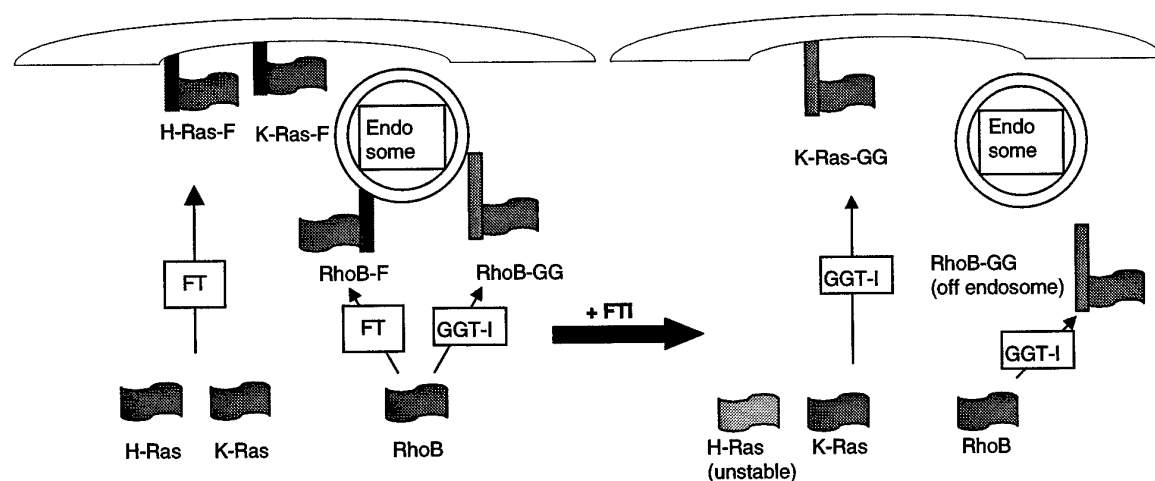 H-Ras-F
K-Ras-F
Endo
some
RhoB-F
RhoB-GG
FT
FT
GGT-I
H-Ras
K-Ras
RhoB
+ FTI
K-Ras-GG
Endo
some
GGT-I
RhoB-GG
(off endosome)
GGT-I
H-Ras
(unstable)
K-Ras
RhoB